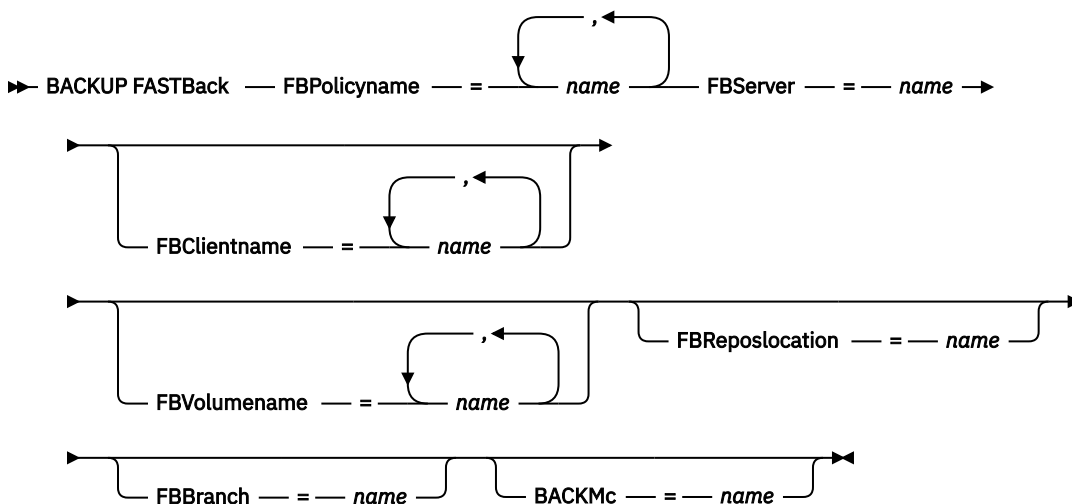 ,
BACKUP FASTBack FBPolicyname = name FBServer = name
,
FBClientname = name
FBReposlocation = name
,
FBVolumename = name
FBBranch = name BACKMc = name